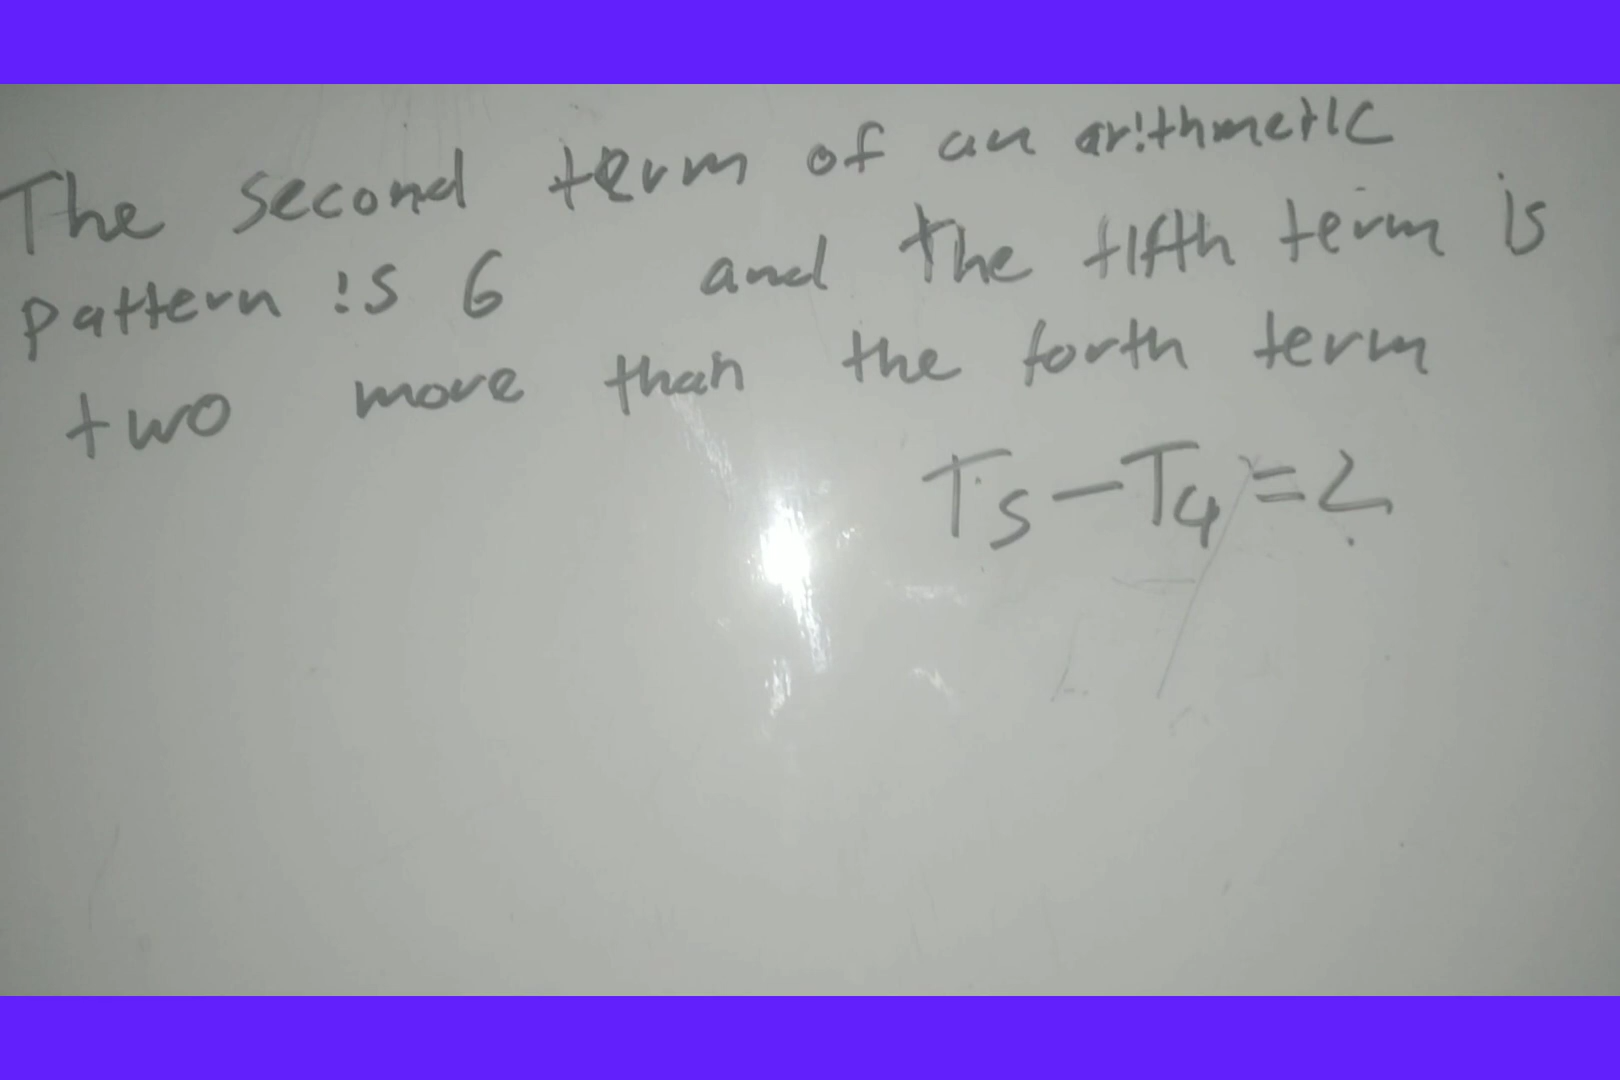 The second term of an arithmetic
pattern is 6 and the fifth term is
two more than the forth term
T5-T4=2